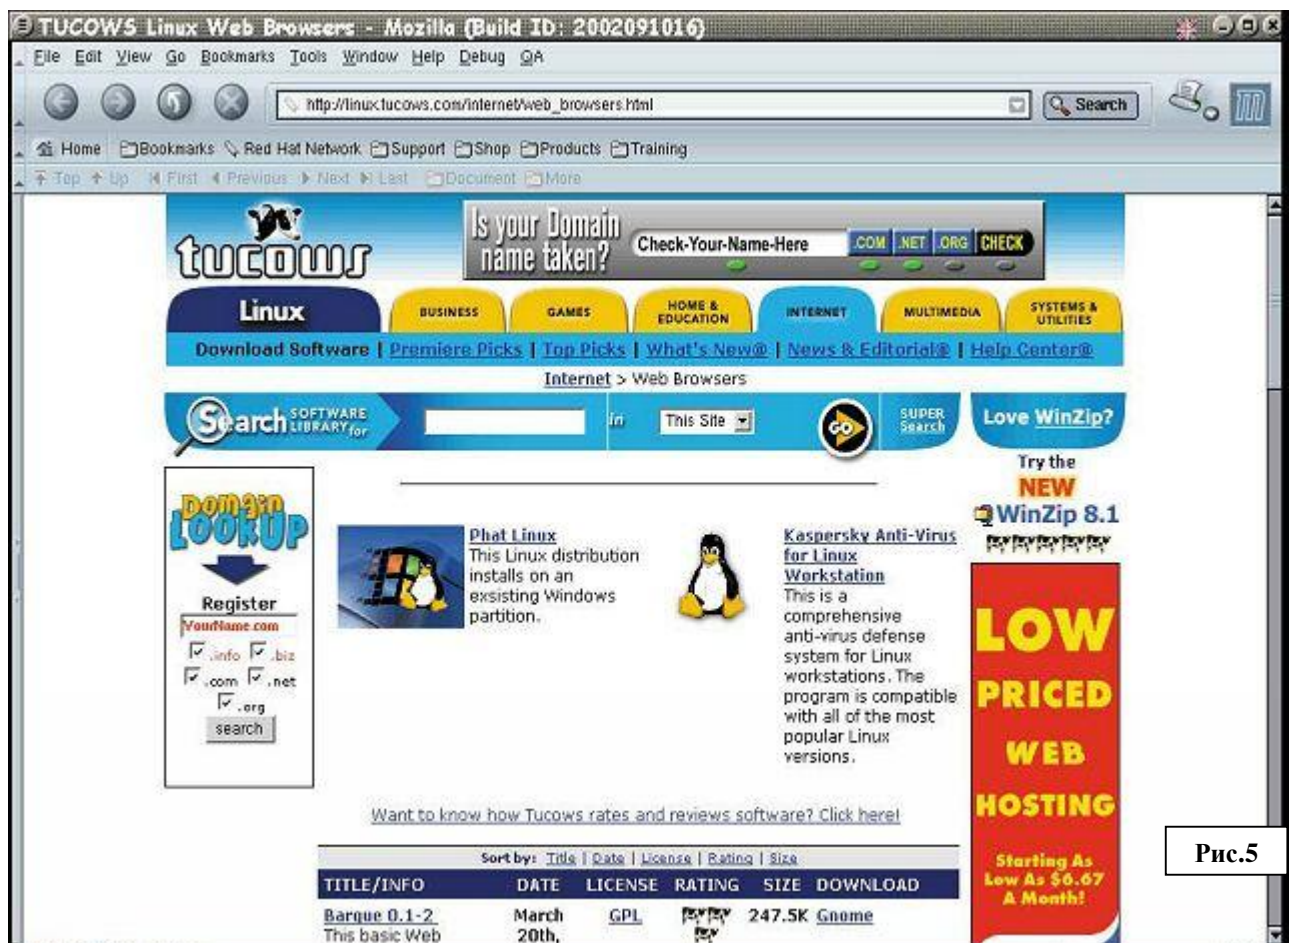 TUCOWS Linux Web Browsers - Mozilla {Build ID: 2002091016}
File Edit View Go Bookmarks Tools Window Help Debug QA
http://linux.tucows.com/internet/web_browsers.html Search
Home Bookmarks Red Hat Network Support Shop Products Training
Top Up First Previous Next Last Document More
tucows
Is your Domain name taken?
Check-Your-Name-Here .COM .NET .ORG CHECK
Linux BUSINESS GAMES HOME & EDUCATION INTERNET MULTIMEDIA SYSTEMS & UTILITIES
Download Software | Premiere Picks | Top Picks | What's New@ | News & Editorial@ | Help Center@
Internet > Web Browsers
Search SOFTWARE LIBRARY for in This Site GO SUPER Search
Love WinZip?
Try the
NEW
WinZip 8.1
DOMAIN
LOOKUP
Register
YourName.com
.info .biz
.com .net
.org
search
Phat Linux
This Linux distribution
installs on an
exsisting Windows
partition.
Kaspersky Anti-Virus
for Linux
Workstation
This is a
comprehensive
anti-virus defense
system for Linux
workstations. The
program is compatible
with all of the most
popular Linux
versions.
LOW
PRICED
WEB
HOSTING
Starting As
Low As $6.67
A Month!
Want to know how Tucows rates and reviews software? Click here!
Sort by: Title | Date | License | Rating | Size
TITLE/INFO DATE LICENSE RATING SIZE DOWNLOAD
Barque 0.1-2 March GPL 247.5K Gnome
This basic Web 20th,
Рис.5